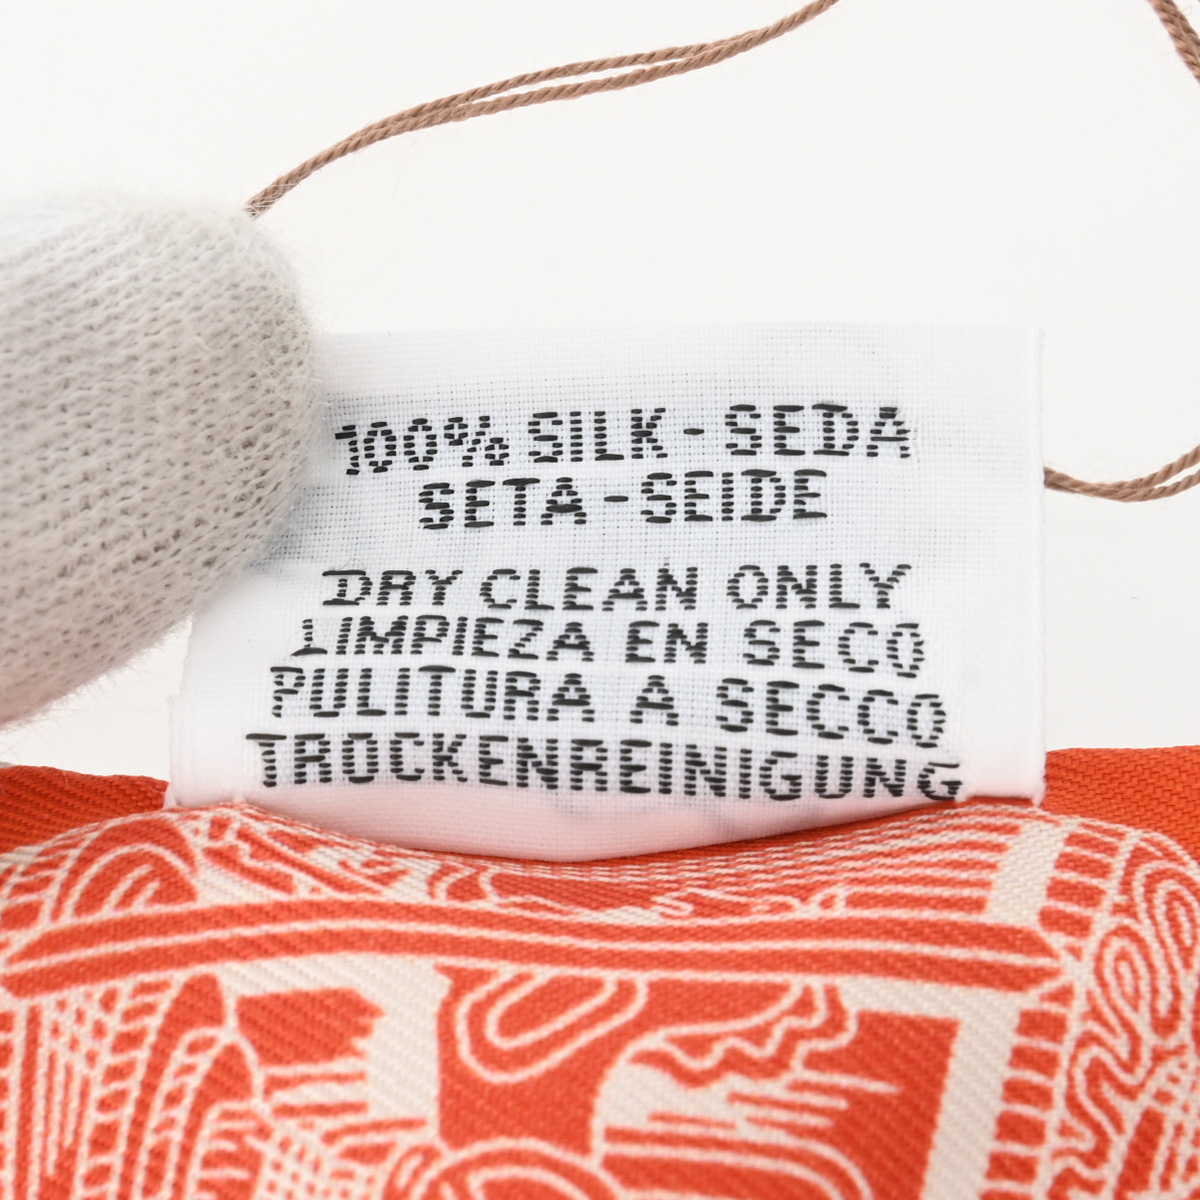 100% SILK - SEDA
SETA - SEIDE
DRY CLEAN ONLY
LIMPIEZA EN SECO
PULITURA A SECCO
TROCKENREINIGUNG